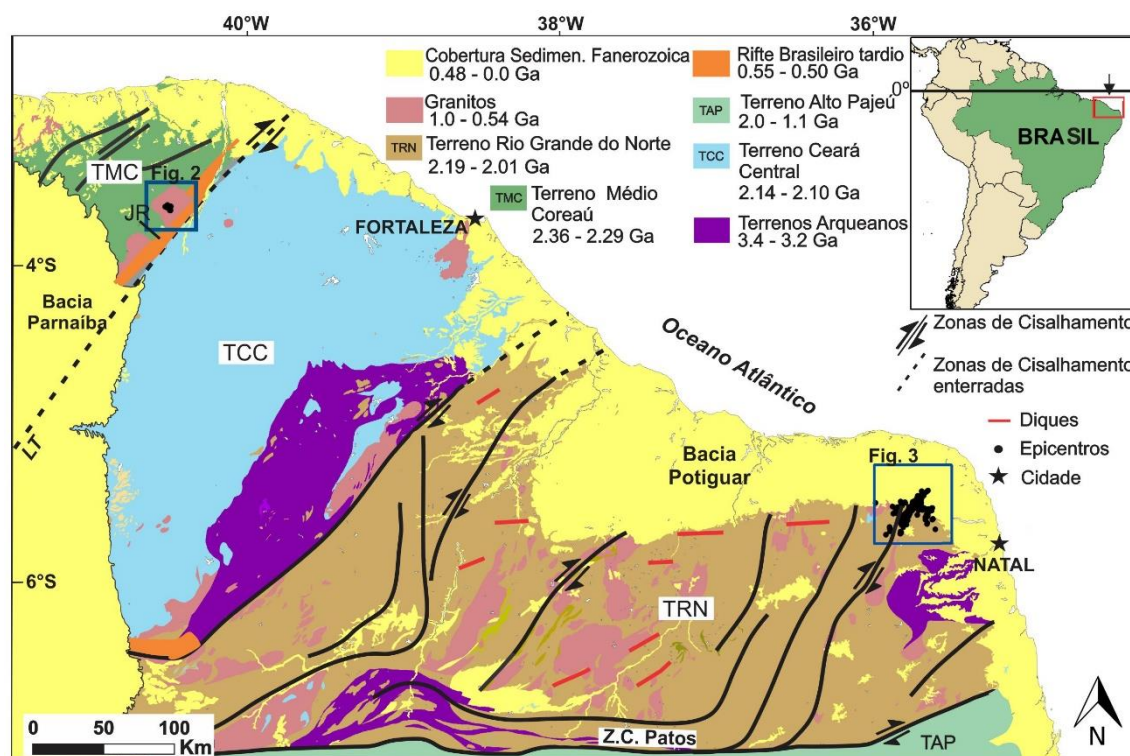 40°W
38°W
36°W
Cobertura Sedimen. Fanerozoica
0.48 - 0.0 Ga
Granitos
1.0 - 0.54 Ga
TRN
Terreno Rio Grande do Norte
2.19 - 2.01 Ga
TMC
Terreno Médio
Coreaú
2.36 - 2.29 Ga
Rifte Brasileiro tardio
0.55 - 0.50 Ga
TAP
Terreno Alto Pajeú
2.0 - 1.1 Ga
TCC
Terreno Ceará
Central
2.14 - 2.10 Ga
Terrenos Arqueanos
3.4 - 3.2 Ga
0°
BRASIL
Zonas de Cisalhamento
Zonas de Cisalhamento
enterradas
Diques
Epicentros
Cidade
TMC
Fig. 2
JR
FORTALEZA
4°S
Bacia
Parnaíba
TCC
Oceano Atlântico
LT
Bacia
Potiguar
Fig. 3
NATAL
6°S
TRN
Z.C. Patos
TAP
0 50 100
Km
N